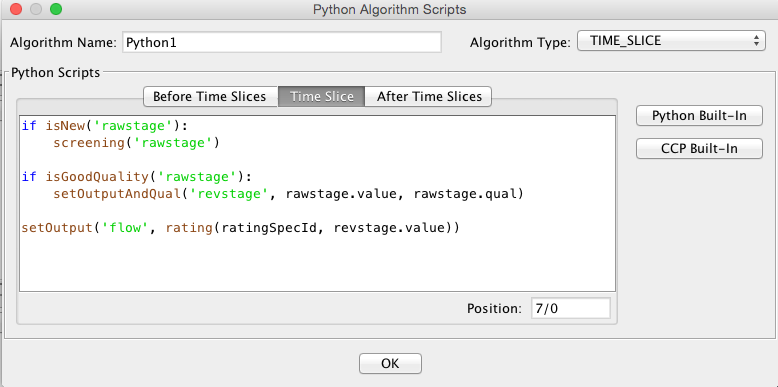 Python Algorithm Scripts
Algorithm Name: Python1 Algorithm Type: TIME_SLICE
Python Scripts
Before Time Slices Time Slice After Time Slices
if isNew('rawstage'):
    screening('rawstage')
if isGoodQuality('rawstage'):
    setOutputAndQual('revstage', rawstage.value, rawstage.qual)
setOutput('flow', rating(ratingSpecId, revstage.value))
Python Built-In
CCP Built-In
Position: 7/0
OK